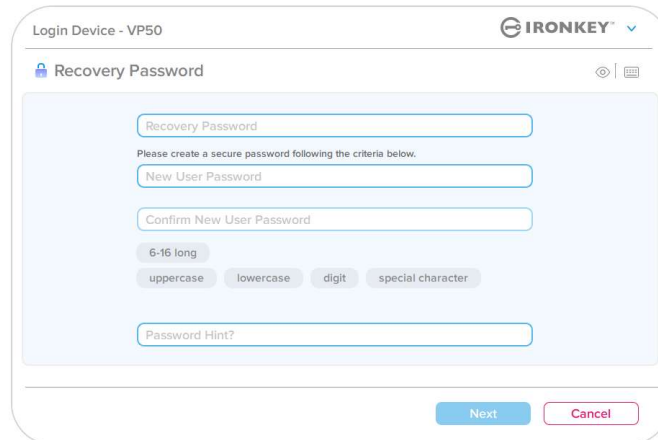 Login Device - VP50
IRONKEY™
Recovery Password
Recovery Password
Please create a secure password following the criteria below.
New User Password
Confirm New User Password
6-16 long
uppercase lowercase digit special character
Password Hint?
Next Cancel